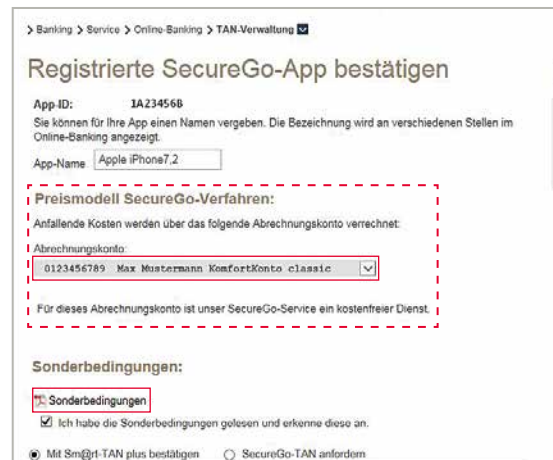 Banking Service Online-Banking TAN-Verwaltung
Registrierte SecureGo-App bestätigen
App-ID: 1A23456B
Sie können für Ihre App einen Namen vergeben. Die Bezeichnung wird an verschiedenen Stellen im
Online-Banking angezeigt.
App-Name Apple iPhone7,2
Preismodell SecureGo-Verfahren:
Anfallende Kosten werden über das folgende Abrechnungskonto verrechnet:
Abrechnungskonto:
0123456789 Max Mustermann KomfortKonto classic
Für dieses Abrechnungskonto ist unser SecureGo-Service ein kostenfreier Dienst.
Sonderbedingungen:
Sonderbedingungen
Ich habe die Sonderbedingungen gelesen und erkenne diese an.
Mit Sm@rt-TAN plus bestätigen SecureGo-TAN anfordern